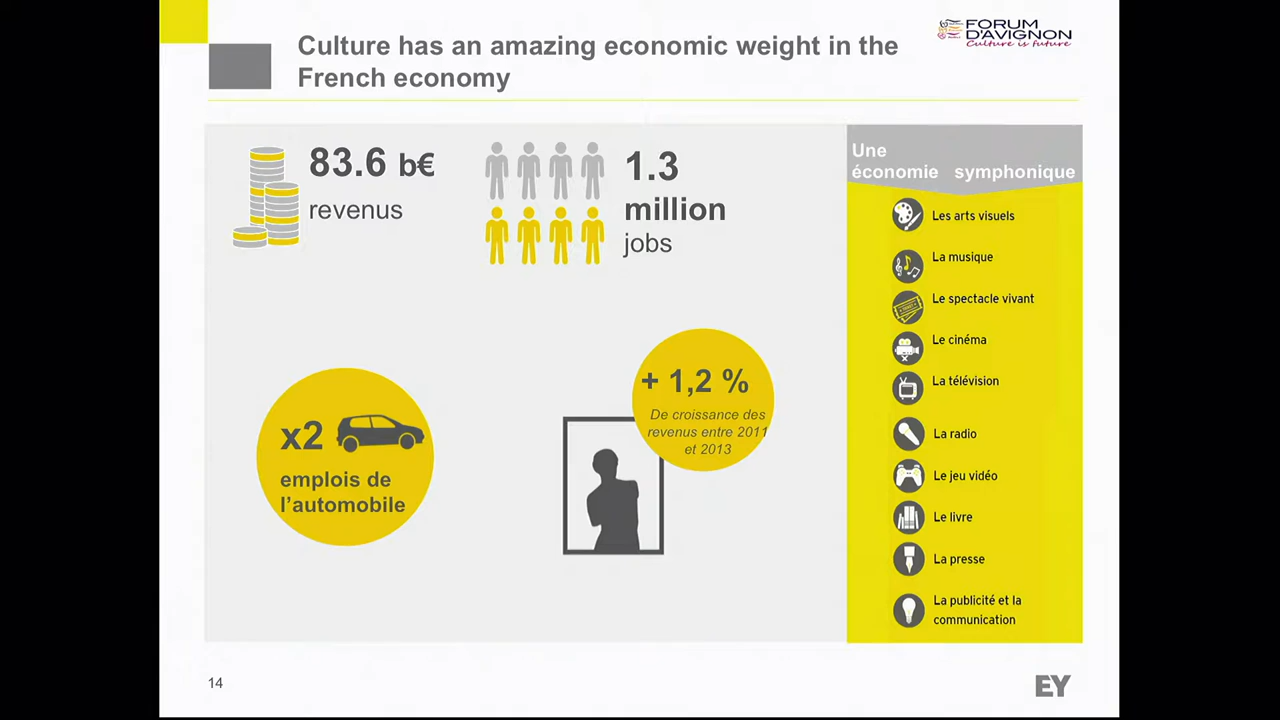 FORUM
D'AVIGNON
Culture is future
Culture has an amazing economic weight in the
French economy
83.6 b€
revenus
1.3
million
jobs
x2
emplois de
l'automobile
+ 1,2 %
De croissance des
revenus entre 2011
et 2013
Une
économie symphonique
Les arts visuels
La musique
Le spectacle vivant
Le cinéma
La télévision
La radio
Le jeu vidéo
Le livre
La presse
La publicité et la
communication
14
EY